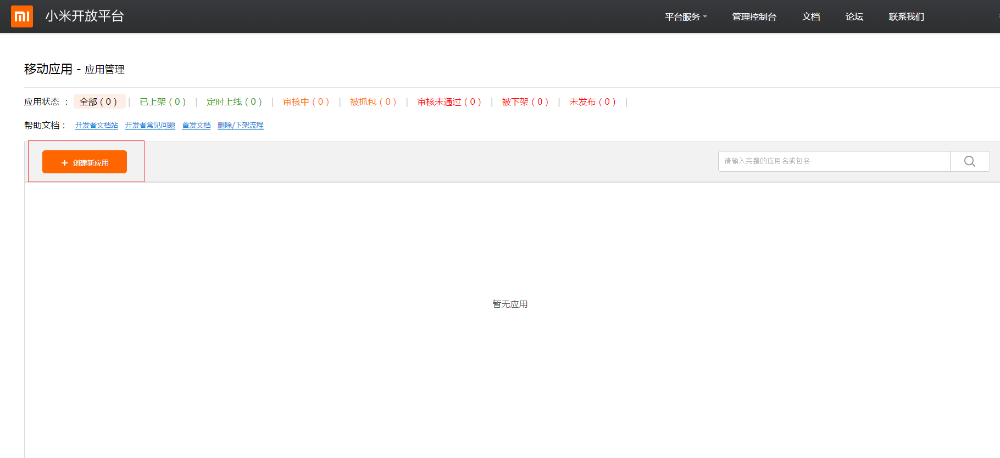 mi 小米开放平台 平台服务 管理控制台 文档 论坛 联系我们
移动应用 - 应用管理
应用状态 : 全部 ( 0 ) | 已上架 ( 0 ) | 定时上线 ( 0 ) | 审核中 ( 0 ) | 被抓包 ( 0 ) | 审核未通过 ( 0 ) | 被下架 ( 0 ) | 未发布 ( 0 ) |
帮助文档 : 开发者文档站 开发者常见问题 首发文档 删除/下架流程
+ 创建新应用 请输入完整的应用名或包名
暂无应用